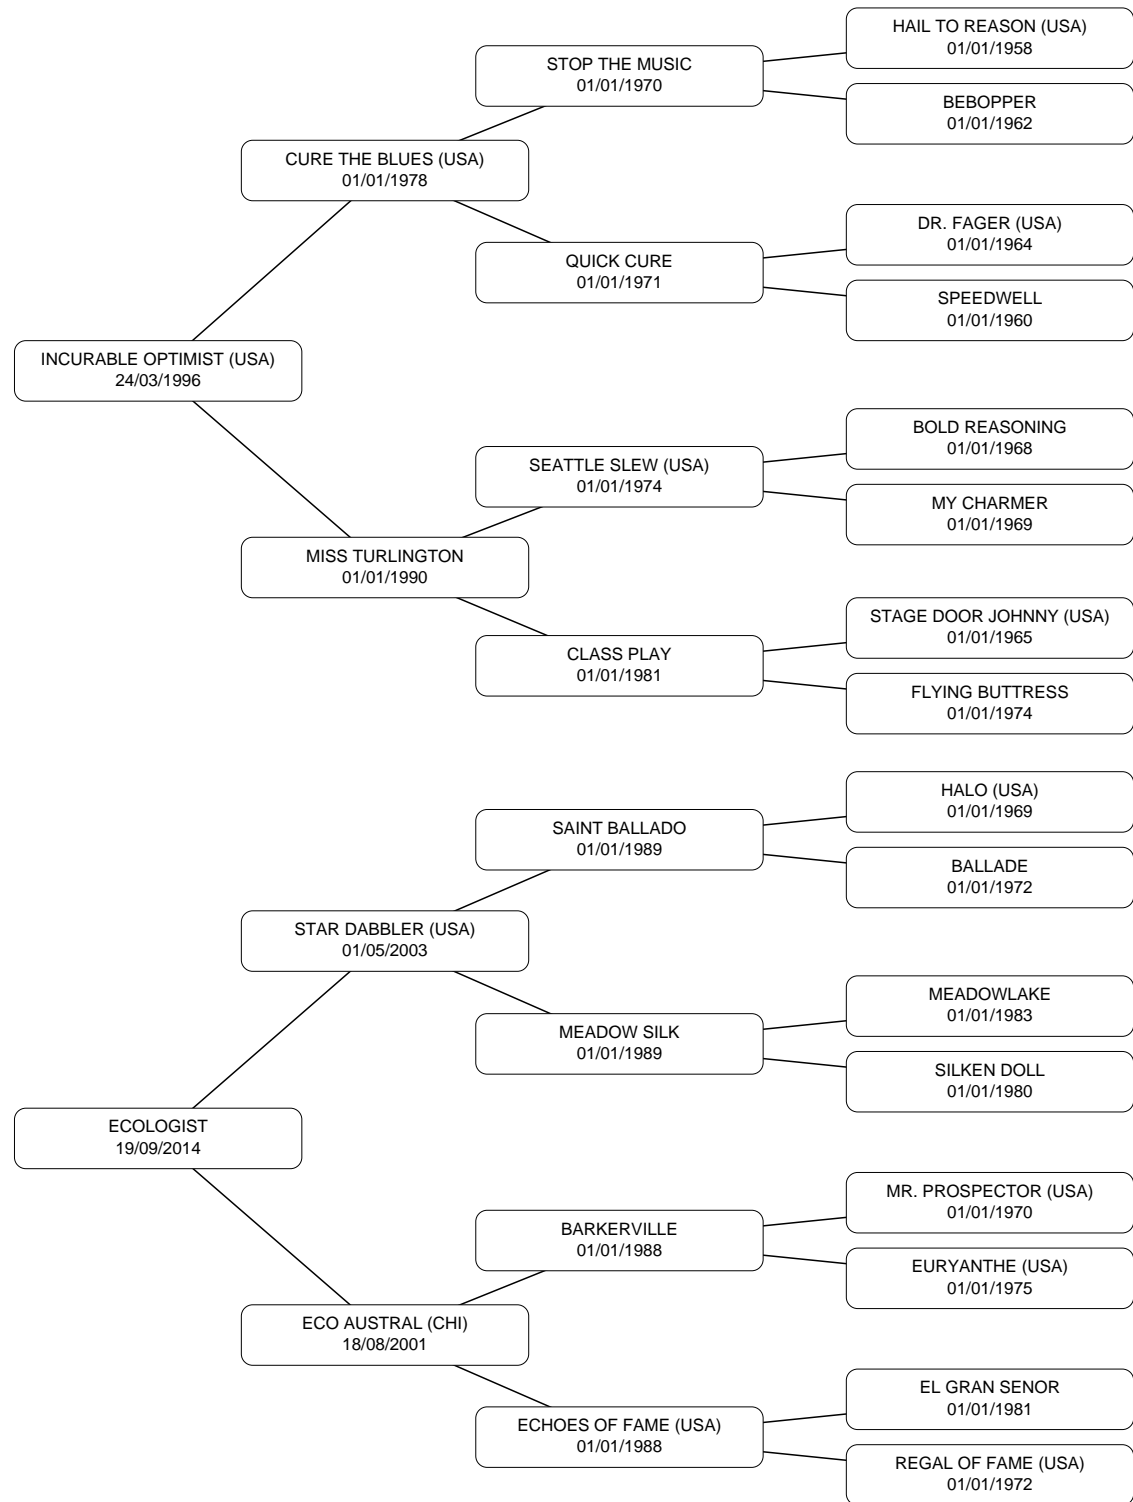 HAIL TO REASON (USA)
01/01/1958
STOP THE MUSIC
01/01/1970
BEBOPPER
01/01/1962
CURE THE BLUES (USA)
01/01/1978
DR. FAGER (USA)
01/01/1964
QUICK CURE
01/01/1971
SPEEDWELL
01/01/1960
INCURABLE OPTIMIST (USA)
24/03/1996
BOLD REASONING
01/01/1968
SEATTLE SLEW (USA)
01/01/1974
MY CHARMER
01/01/1969
MISS TURLINGTON
01/01/1990
STAGE DOOR JOHNNY (USA)
01/01/1965
CLASS PLAY
01/01/1981
FLYING BUTTRESS
01/01/1974
HALO (USA)
01/01/1969
SAINT BALLADO
01/01/1989
BALLADE
01/01/1972
STAR DABBLER (USA)
01/05/2003
MEADOWLAKE
01/01/1983
MEADOW SILK
01/01/1989
SILKEN DOLL
01/01/1980
ECOLOGIST
19/09/2014
MR. PROSPECTOR (USA)
01/01/1970
BARKERVILLE
01/01/1988
EURYANTHE (USA)
01/01/1975
ECO AUSTRAL (CHI)
18/08/2001
EL GRAN SENOR
01/01/1981
ECHOES OF FAME (USA)
01/01/1988
REGAL OF FAME (USA)
01/01/1972